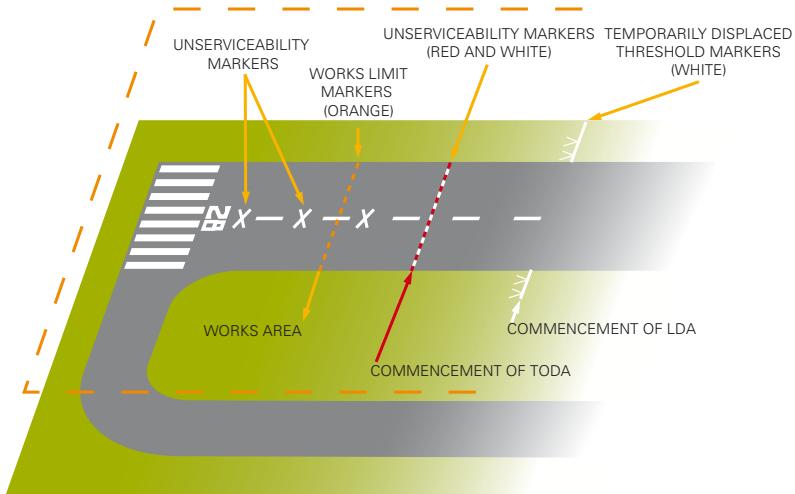 UNSERVICEABILITY
MARKERS
WORKS LIMIT
MARKERS
(ORANGE)
UNSERVICEABILITY MARKERS
(RED AND WHITE)
TEMPORARILY DISPLACED
THRESHOLD MARKERS
(WHITE)
28
X
X
X
WORKS AREA
COMMENCEMENT OF LDA
COMMENCEMENT OF TODA